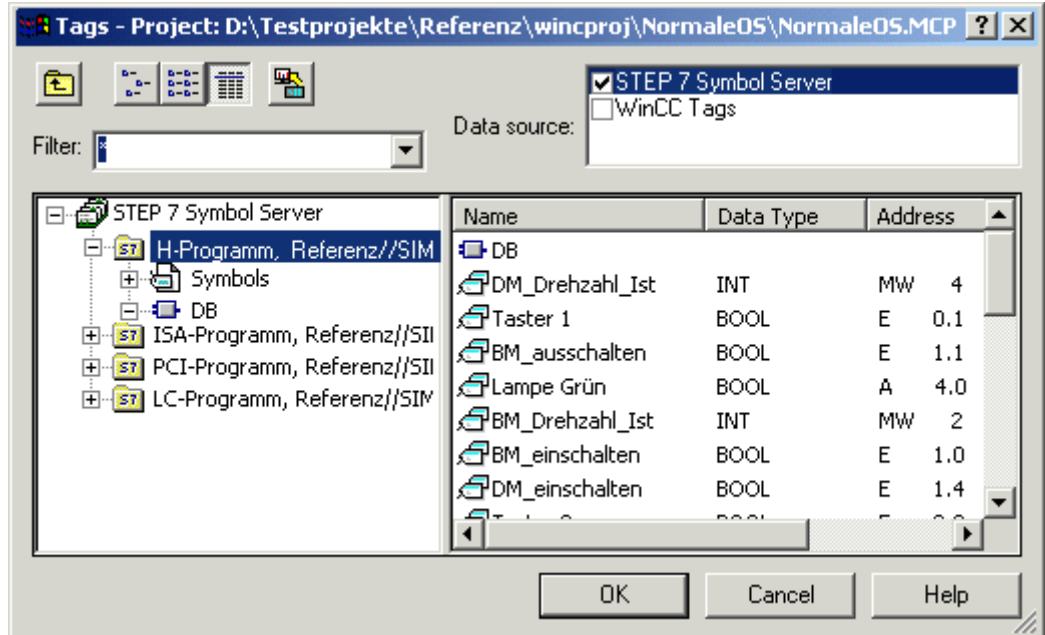 Tags - Project: D:\Testprojekte\Referenz\wincproj\NormaleOS\NormaleOS.MCP
STEP 7 Symbol Server
WinCC Tags
Data source:
Filter: *
STEP 7 Symbol Server
H-Programm, Referenz//SIM
Symbols
DB
ISA-Programm, Referenz//SI
PCI-Programm, Referenz//SI
LC-Programm, Referenz//SIM
Name Data Type Address
DB
DM_Drehzahl_Ist INT MW 4
Taster 1 BOOL E 0.1
BM_ausschalten BOOL E 1.1
Lampe Grün BOOL A 4.0
BM_Drehzahl_Ist INT MW 2
BM_einschalten BOOL E 1.0
DM_einschalten BOOL E 1.4
OK Cancel Help